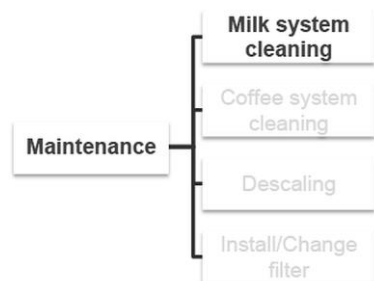 Milk system
cleaning
Coffee system
cleaning
Maintenance
Descaling
Install/Change
filter